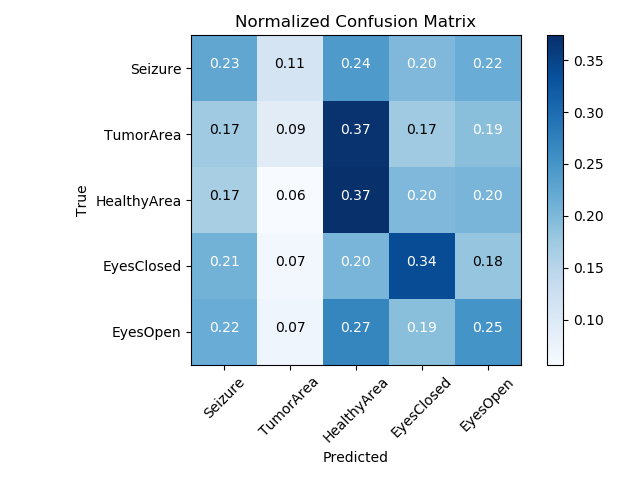 Normalized Confusion Matrix
Seizure 0.23 0.11 0.24 0.20 0.22
TumorArea 0.17 0.09 0.37 0.17 0.19
HealthyArea 0.17 0.06 0.37 0.20 0.20
EyesClosed 0.21 0.07 0.20 0.34 0.18
EyesOpen 0.22 0.07 0.27 0.19 0.25
True
Seizure TumorArea HealthyArea EyesClosed EyesOpen
Predicted
0.35
0.30
0.25
0.20
0.15
0.10